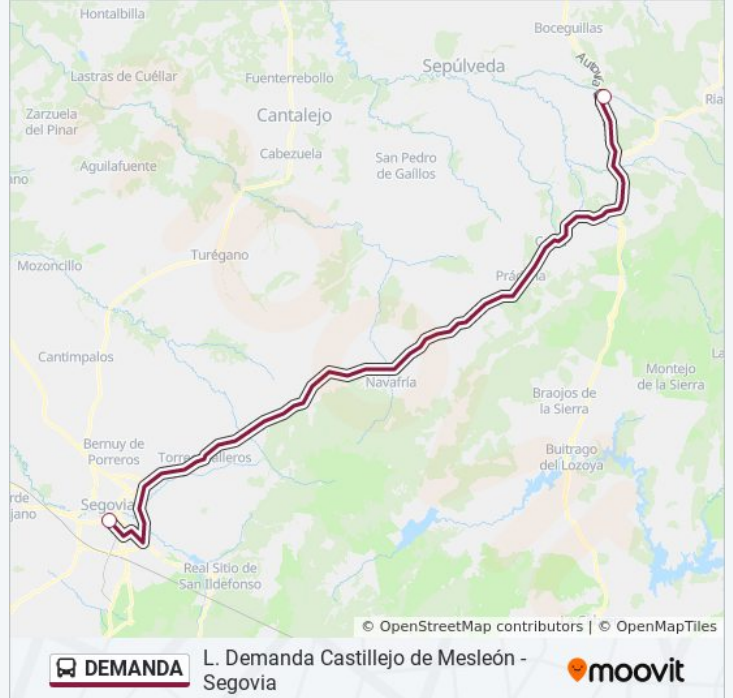 Hontalbilla
Boceguillas
Sepúlveda
Lastras de Cuéllar
Fuenterrebollo
Zarzuela
del Pinar
Cantalejo
Cabezuela
San Pedro
de Gaíllos
Aguilafuente
Turégano
Mozoncillo
Cantimpalos
Navafría
Montejo
de la Sierra
Braojos de
la Sierra
Bernuy de
Porreros
Buitrago
del Lozoya
Segovia
Real Sitio de
San Ildefonso
© OpenStreetMap contributors | © OpenMapTiles
DEMANDA
L. Demanda Castillejo de Mesleón -
Segovia
moovit